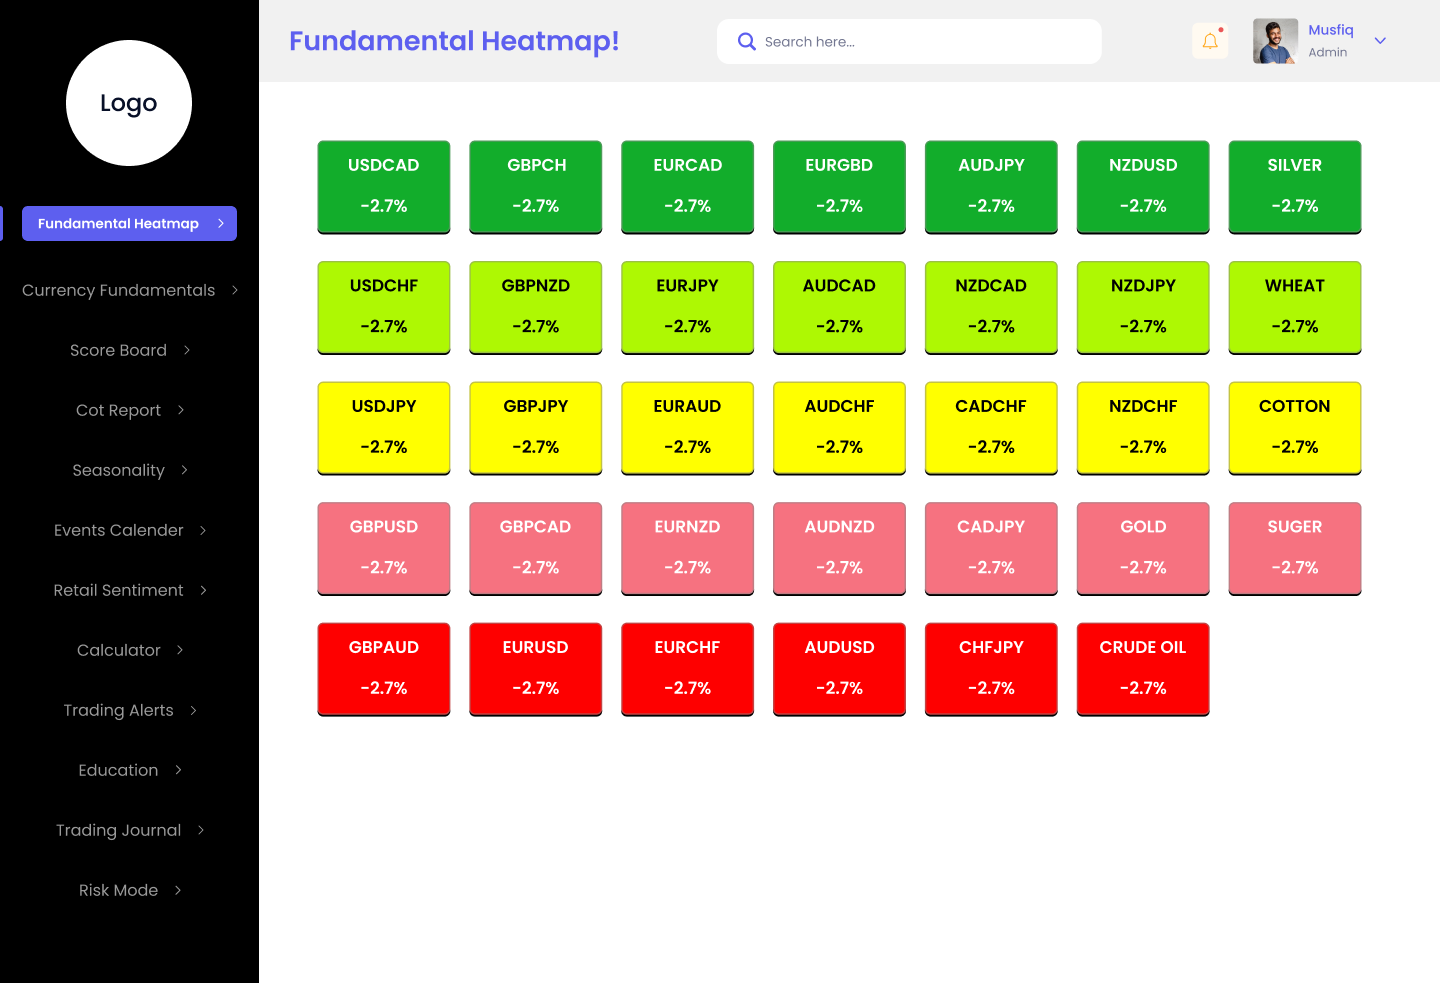 Logo
Fundamental Heatmap
Currency Fundamentals
Score Board
Cot Report
Seasonality
Events Calender
Retail Sentiment
Calculator
Trading Alerts
Education
Trading Journal
Risk Mode
Fundamental Heatmap!
Search here...
Musfiq
Admin
USDCAD GBPCH EURCAD EURGBD AUDJPY NZDUSD SILVER
-2.7% -2.7% -2.7% -2.7% -2.7% -2.7% -2.7%
USDCHF GBPNZD EURJPY AUDCAD NZDCAD NZDJPY WHEAT
-2.7% -2.7% -2.7% -2.7% -2.7% -2.7% -2.7%
USDJPY GBPJPY EURAUD AUDCHF CADCHF NZDCHF COTTON
-2.7% -2.7% -2.7% -2.7% -2.7% -2.7% -2.7%
GBPUSD GBPCAD EURNZD AUDNZD CADJPY GOLD SUGER
-2.7% -2.7% -2.7% -2.7% -2.7% -2.7% -2.7%
GBPAUD EURUSD EURCHF AUDUSD CHFJPY CRUDE OIL
-2.7% -2.7% -2.7% -2.7% -2.7% -2.7%